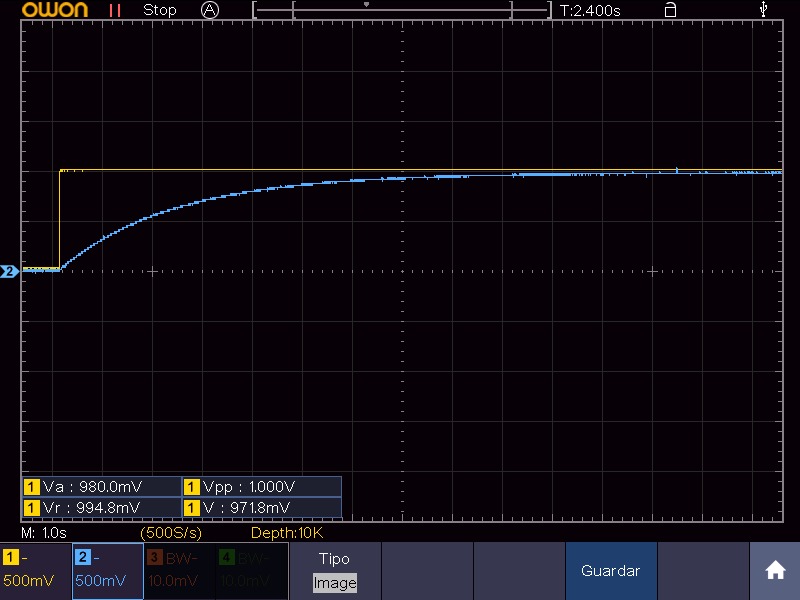 OWON Stop A T:2.400s
2
1 Va : 980.0mV 1 Vpp : 1.000V
1 Vr : 994.8mV 1 V : 971.8mV
M: 1.0s (500S/s) Depth:10K
1 - 2 - 3 BW- 4 BW- Tipo
500mV 500mV 10.0mV 10.0mV Image
Guardar